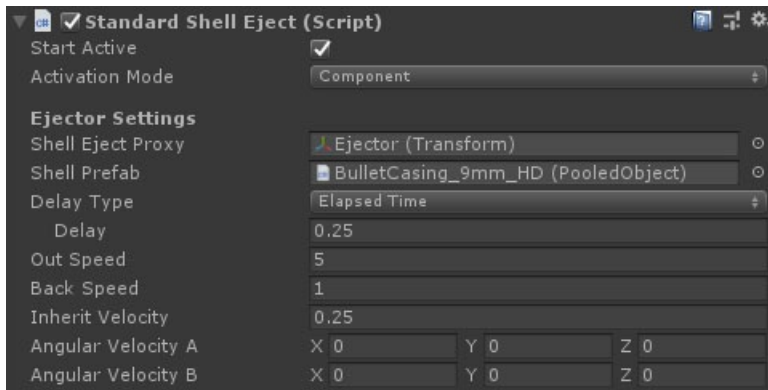 Standard Shell Eject (Script)
Start Active
Activation Mode Component
Ejector Settings
Shell Eject Proxy Ejector (Transform)
Shell Prefab BulletCasing_9mm_HD (PooledObject)
Delay Type Elapsed Time
Delay 0.25
Out Speed 5
Back Speed 1
Inherit Velocity 0.25
Angular Velocity A X 0 Y 0 Z 0
Angular Velocity B X 0 Y 0 Z 0